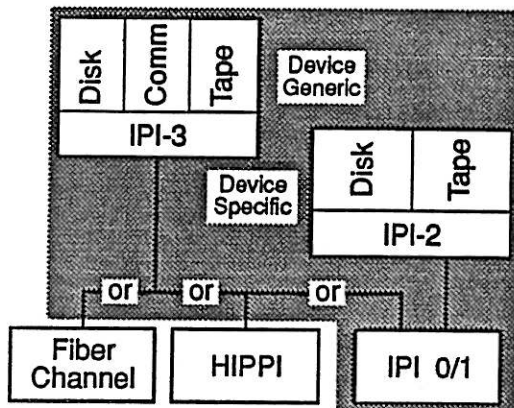 Disk Comm Tape
Device
Generic
IPI-3
Disk Tape
Device
Specific
IPI-2
or or or
Fiber
Channel
HIPPI
IPI 0/1